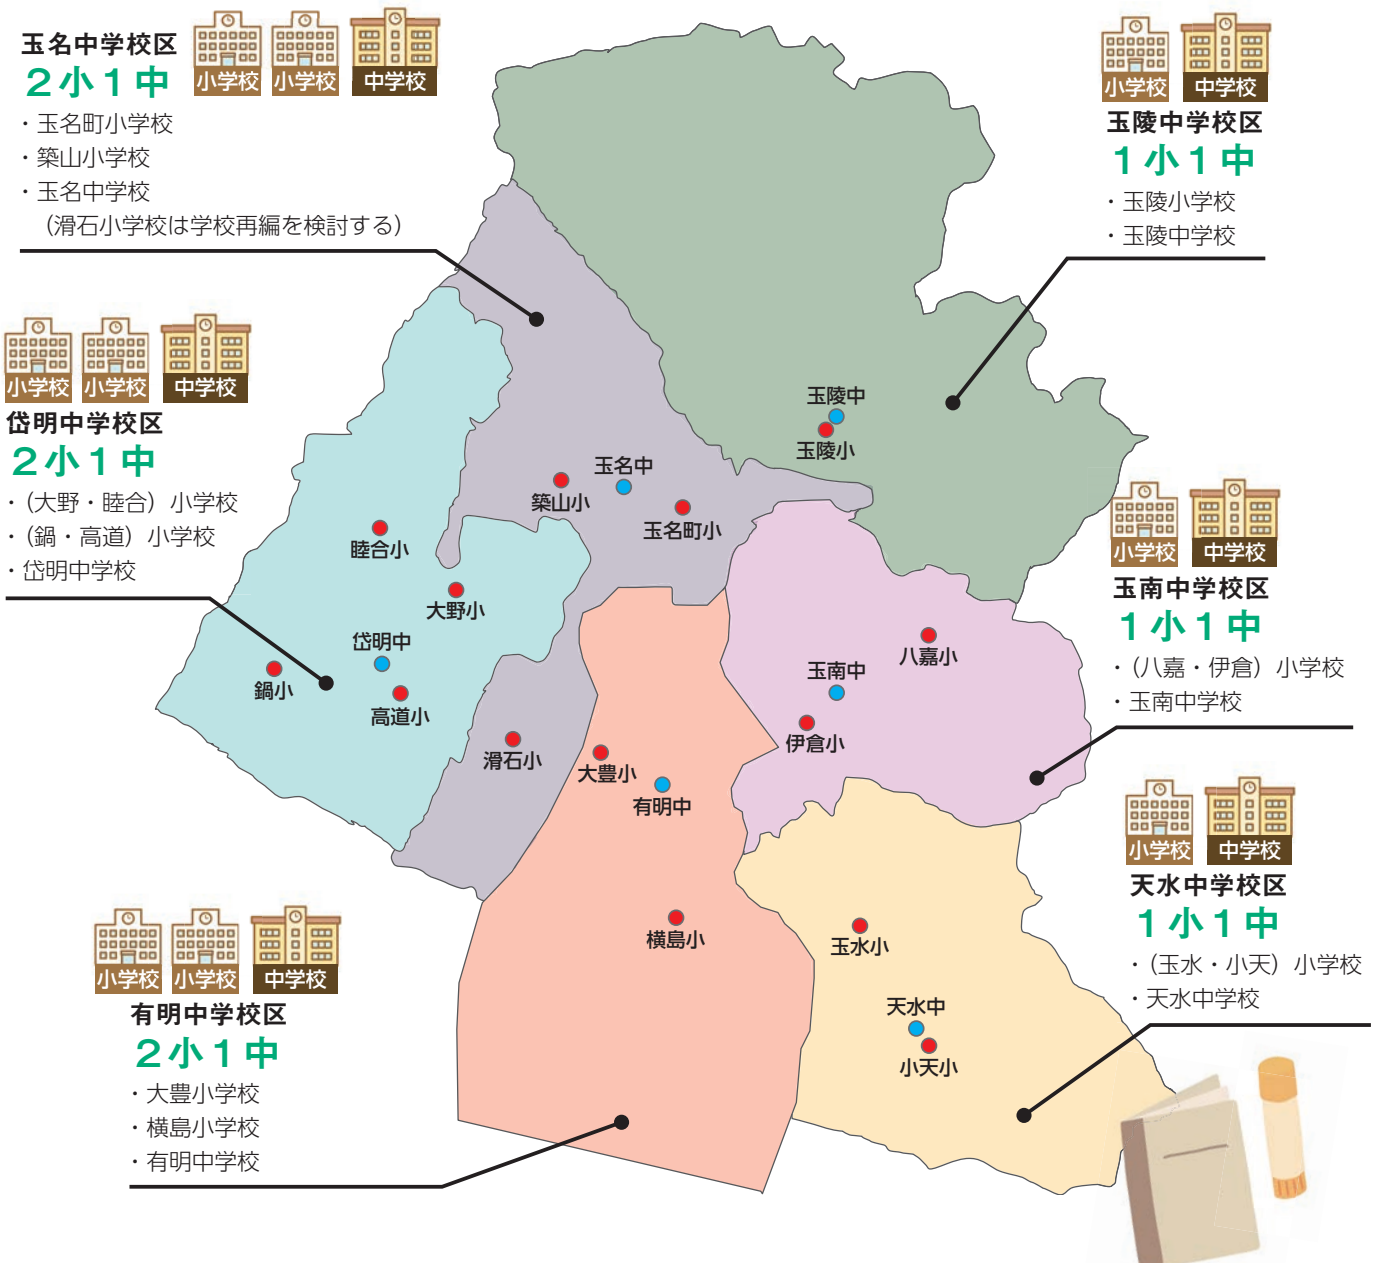 玉名中学校区
小学校
小学校
中学校
2小1中
・玉名町小学校
・築山小学校
・玉名中学校
（滑石小学校は学校再編を検討する）
小学校
中学校
玉陵中学校区
1小1中
・玉陵小学校
・玉陵中学校
小学校
小学校
中学校
岱明中学校区
2小1中
・（大野・睦合）小学校
・（鍋・高道）小学校
・岱明中学校
小学校
中学校
玉南中学校区
1小1中
・（八嘉・伊倉）小学校
・玉南中学校
小学校
中学校
天水中学校区
1小1中
・（玉水・小天）小学校
・天水中学校
小学校
小学校
中学校
有明中学校区
2小1中
・大豊小学校
・横島小学校
・有明中学校
玉陵中
玉陵小
玉名中
築山小
玉名町小
睦合小
大野小
岱明中
鍋小
高道小
滑石小
大豊小
有明中
横島小
八嘉小
玉南中
伊倉小
玉水小
天水中
小天小